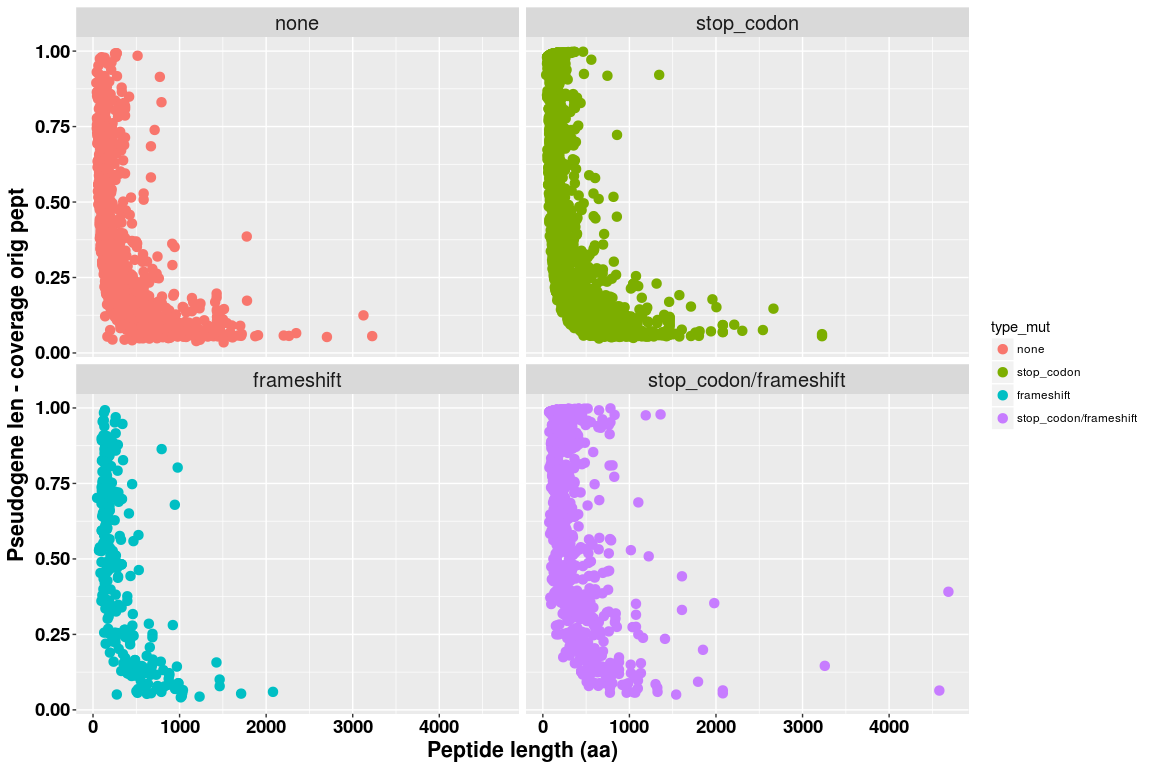 none
stop_codon
1.00
0.75
0.50
0.25
0.00
frameshift
stop_codon/frameshift
1.00
0.75
0.50
0.25
0.00
0
1000
2000
3000
4000
0
1000
2000
3000
4000
Peptide length (aa)
Pseudogene len - coverage orig pept
type_mut
none
stop_codon
frameshift
stop_codon/frameshift